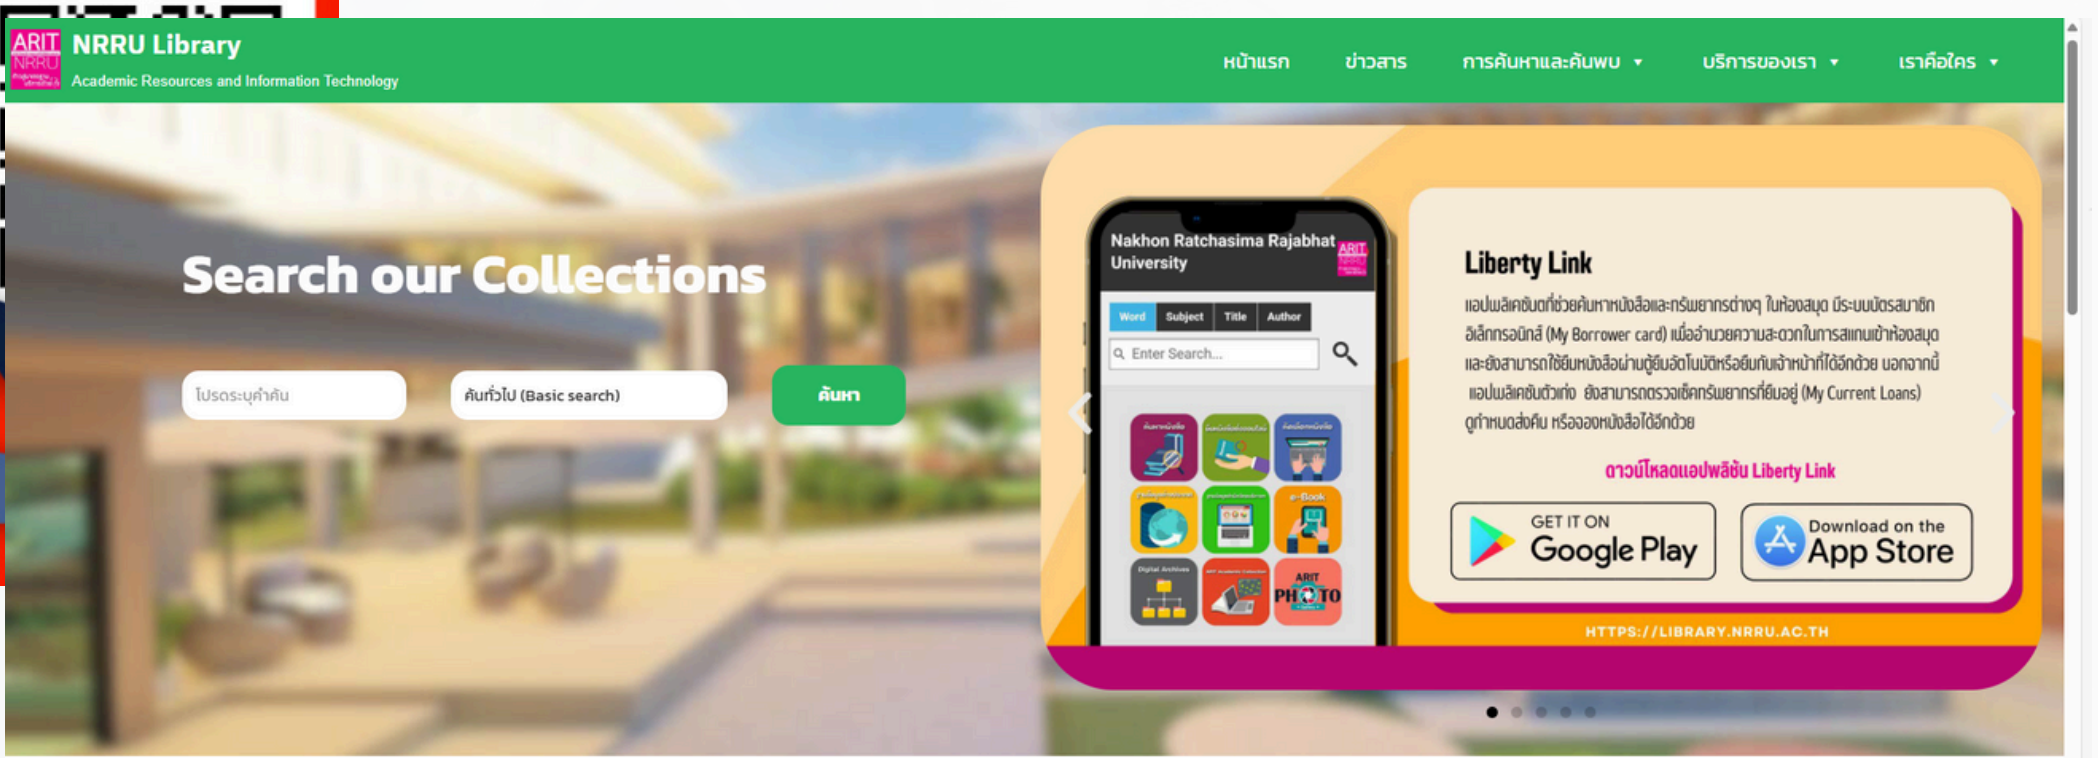 ARIT
NRRU
NRRU Library
Academic Resources and Information Technology
หน้าแรก
ข่าวสาร
การค้นหาและค้นพบ
บริการของเรา
เราคือใคร
Search our Collections
โปรดระบุคำค้น
ค้นทั่วไป (Basic search)
ค้นหา
Nakhon Ratchasima Rajabhat
University
ARIT
NRRU
Word Subject Title Author
Enter Search...
ค้นหาหนังสือ
e-Book
Digital Archives
ARIT Academic Collection
ARIT
PHOTO
Liberty Link
แอปพลิเคชันที่ช่วยค้นหาหนังสือและทรัพยากรต่างๆ ในห้องสมุด มีระบบบัตรสมาชิก
อิเล็กทรอนิกส์ (My Borrower card) เพื่ออำนวยความสะดวกในการสแกนเข้าห้องสมุด
และยังสามารถใช้ยืมหนังสือผ่านตู้ยืมอัตโนมัติหรือยืมกับเจ้าหน้าที่ได้อีกด้วย นอกจากนี้
แอปพลิเคชันตัวเก่ง ยังสามารถตรวจเช็คทรัพยากรที่ยืมอยู่ (My Current Loans)
ดูกำหนดส่งคืน หรือจองหนังสือได้อีกด้วย
ดาวน์โหลดแอปพลิชัน Liberty Link
GET IT ON
Google Play
Download on the
App Store
HTTPS://LIBRARY.NRRU.AC.TH